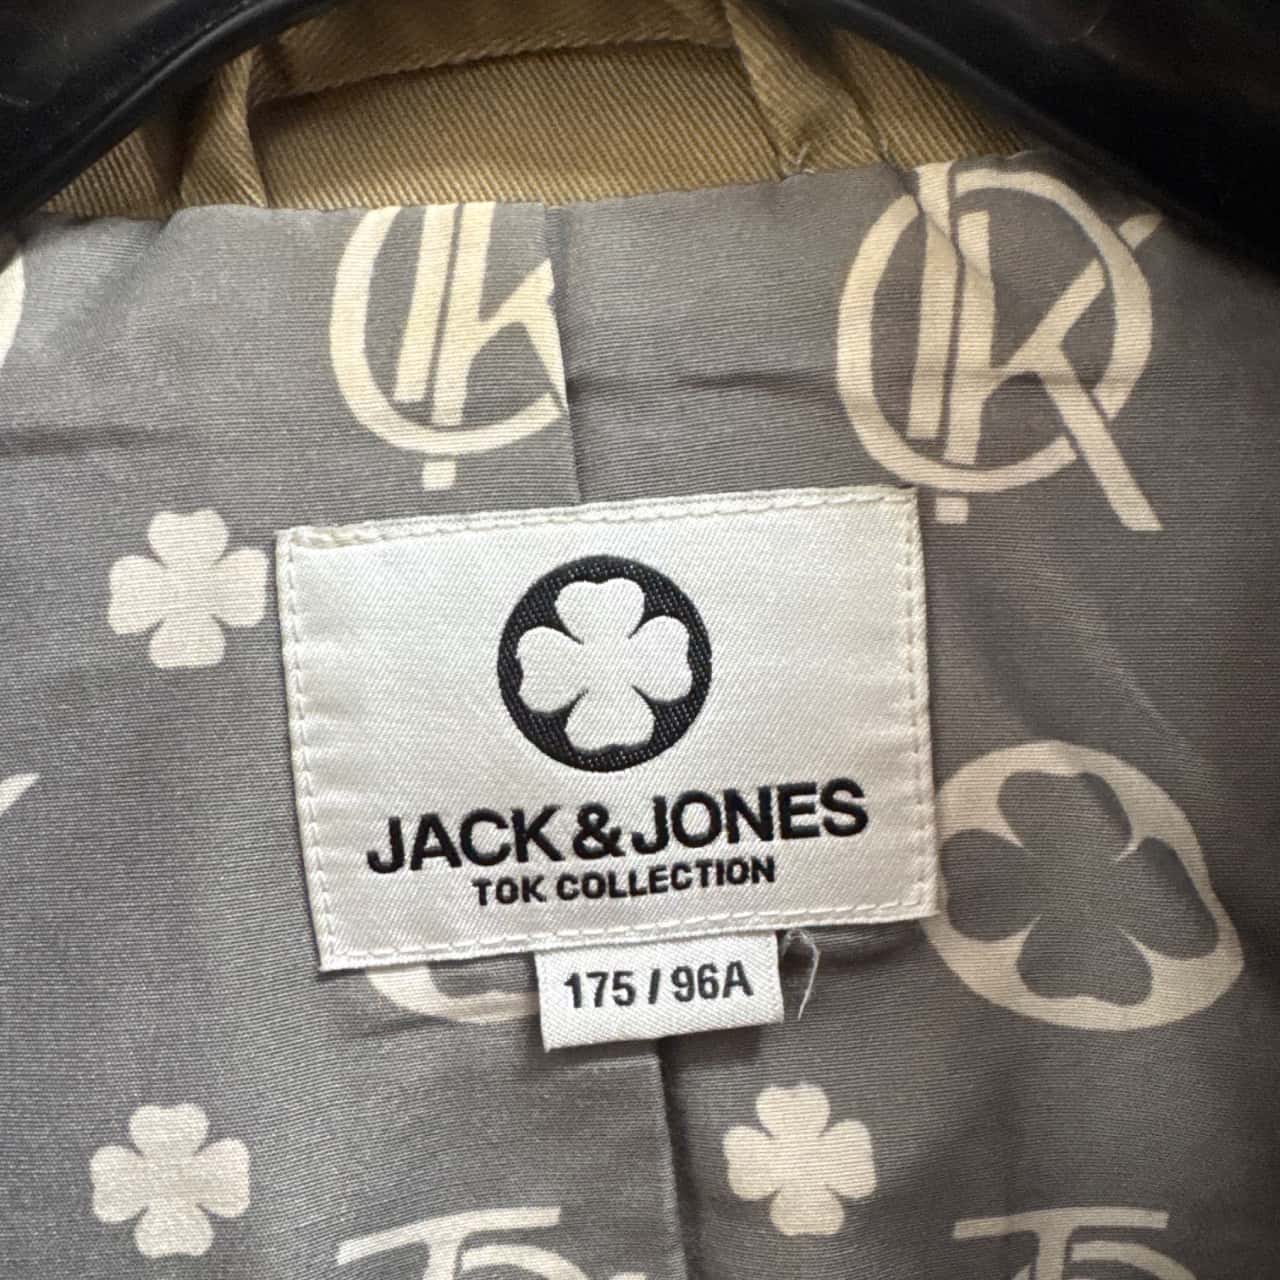 JACK & JONES
TOK COLLECTION
175 / 96A